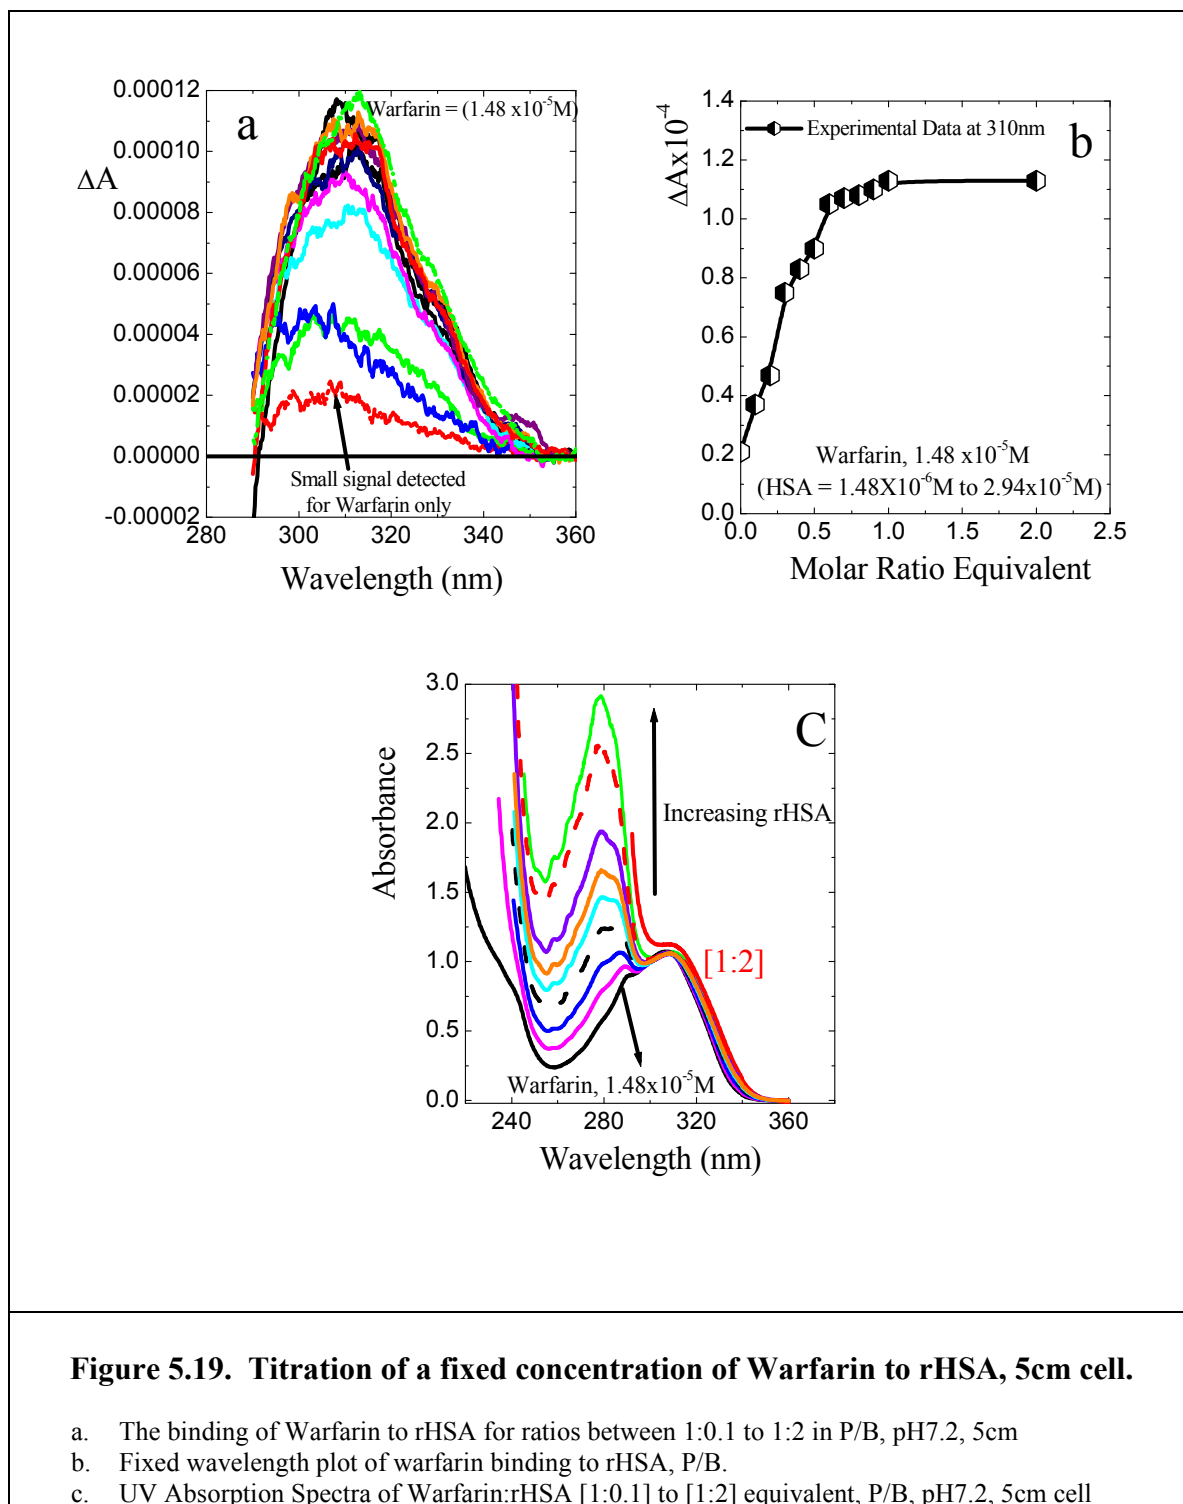 0.00012
0.00010
0.00008
0.00006
0.00004
0.00002
0.00000
-0.00002
ΔA
a
Warfarin = (1.48 x10⁻⁵M)
Small signal detected
for Warfarin only
280 300 320 340 360
Wavelength (nm)
1.4
1.2
1.0
0.8
0.6
0.4
0.2
0.0
ΔAx10⁻⁴
Experimental Data at 310nm
b
Warfarin, 1.48 x10⁻⁵M
(HSA = 1.48X10⁻⁶M to 2.94x10⁻⁵M)
0.0 0.5 1.0 1.5 2.0 2.5
Molar Ratio Equivalent
3.0
2.5
2.0
1.5
1.0
0.5
0.0
Absorbance
C
Increasing rHSA
[1:2]
Warfarin, 1.48x10⁻⁵M
240 280 320 360
Wavelength (nm)
Figure 5.19. Titration of a fixed concentration of Warfarin to rHSA, 5cm cell.
a. The binding of Warfarin to rHSA for ratios between 1:0.1 to 1:2 in P/B, pH7.2, 5cm
b. Fixed wavelength plot of warfarin binding to rHSA, P/B.
c. UV Absorption Spectra of Warfarin:rHSA [1:0.1] to [1:2] equivalent, P/B, pH7.2, 5cm cell